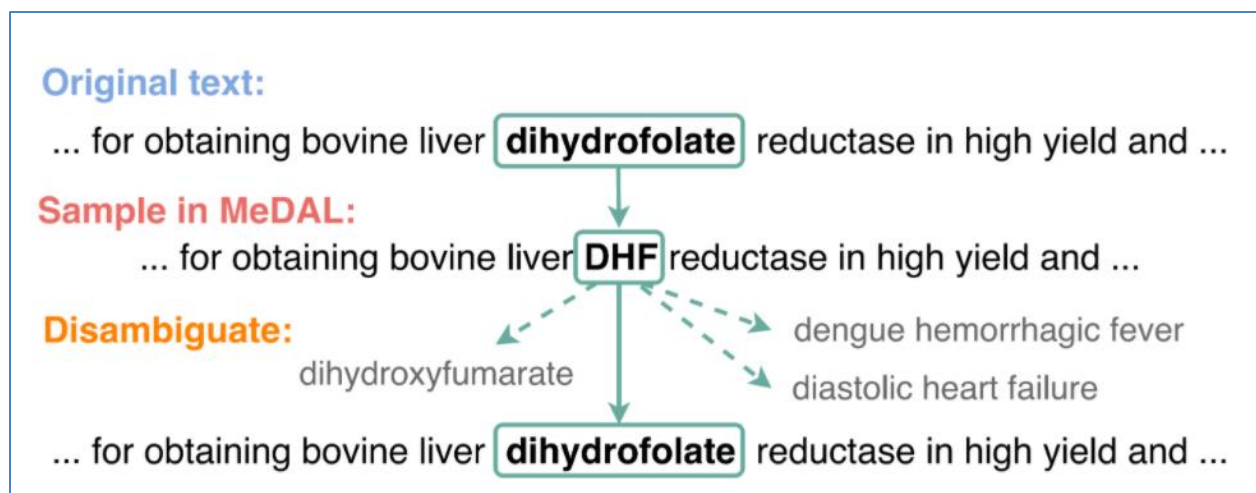 Original text:
... for obtaining bovine liver dihydrofolate reductase in high yield and ...
Sample in MeDAL:
... for obtaining bovine liver DHF reductase in high yield and ...
Disambiguate:
dengue hemorrhagic fever
dihydroxyfumarate
diastolic heart failure
... for obtaining bovine liver dihydrofolate reductase in high yield and ...